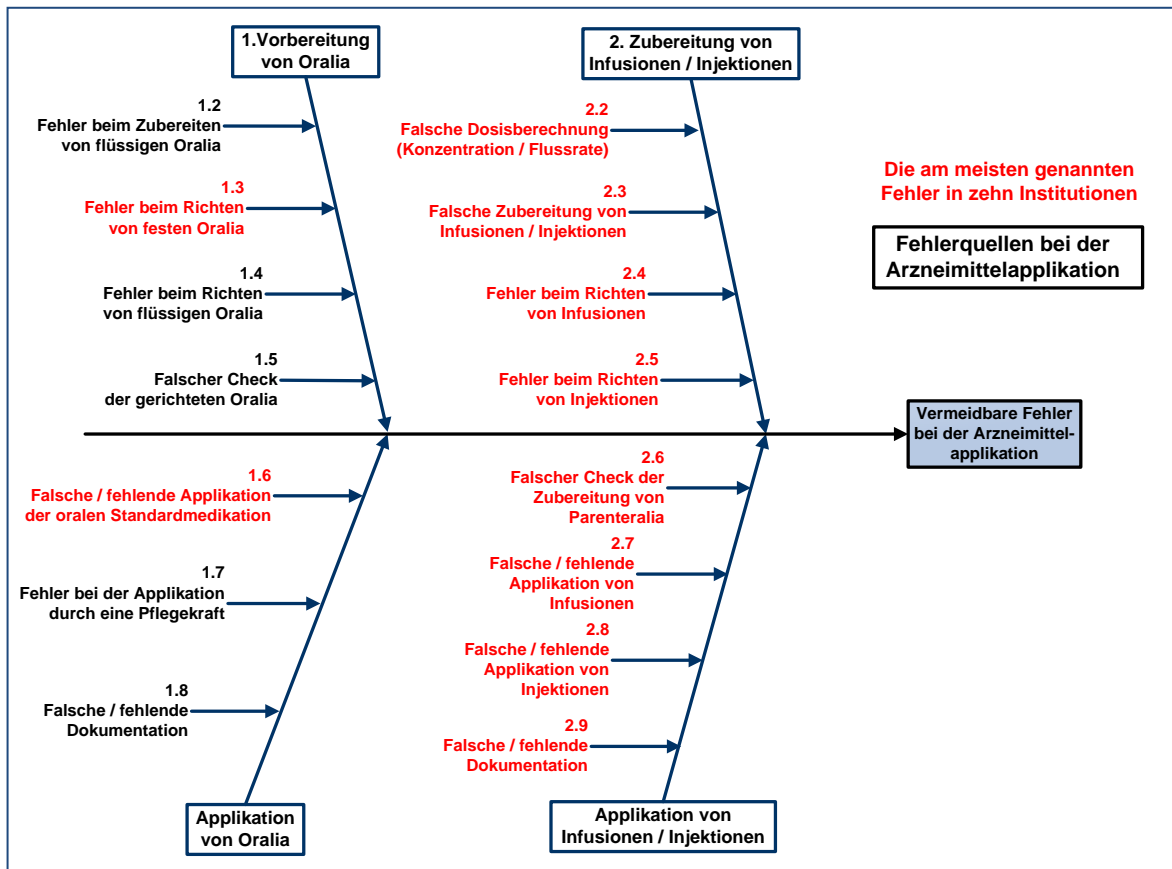 1.Vorbereitung
von Oralia
2. Zubereitung von
Infusionen / Injektionen
1.2
Fehler beim Zubereiten
von flüssigen Oralia
1.3
Fehler beim Richten
von festen Oralia
1.4
Fehler beim Richten
von flüssigen Oralia
1.5
Falscher Check
der gerichteten Oralia
2.2
Falsche Dosisberechnung
(Konzentration / Flussrate)
2.3
Falsche Zubereitung von
Infusionen / Injektionen
2.4
Fehler beim Richten
von Infusionen
2.5
Fehler beim Richten
von Injektionen
Die am meisten genannten
Fehler in zehn Institutionen
Fehlerquellen bei der
Arzneimittelapplikation
Vermeidbare Fehler
bei der Arzneimittel-
applikation
1.6
Falsche / fehlende Applikation
der oralen Standardmedikation
1.7
Fehler bei der Applikation
durch eine Pflegekraft
1.8
Falsche / fehlende
Dokumentation
2.6
Falscher Check der
Zubereitung von
Parenteralia
2.7
Falsche / fehlende
Applikation von
Infusionen
2.8
Falsche / fehlende
Applikation von
Injektionen
2.9
Falsche / fehlende
Dokumentation
Applikation
von Oralia
Applikation von
Infusionen / Injektionen